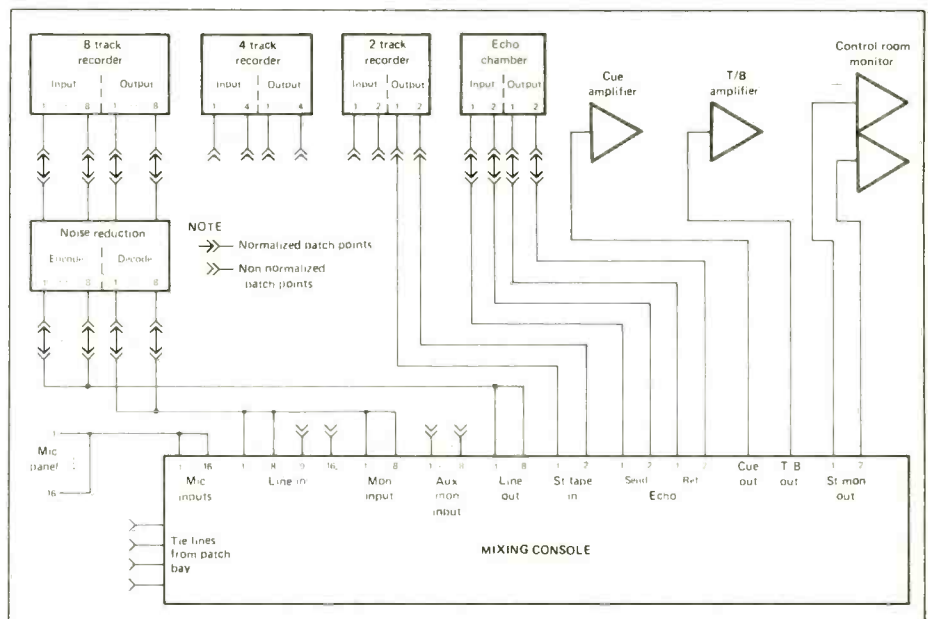 8 track
recorder
Input Output
1 8 1 8
4 track
recorder
Input Output
1 4 1 4
2 track
recorder
Input Output
1 2 1 2
Echo
chamber
Input Output
1 2 1 2
Cue
amplifier
T/B
amplifier
Control room
monitor
Noise reduction
Encode Decode
1 8 1 8
NOTE
Normalized patch points
Non normalized
patch points
1
Mic
panel
16
1 16
Mic
inputs
1 8 9 16
Line in
1 8
Mon
input
1 8
Aux
mon
input
1 8
Line
out
1 2
St tape
in
Send Ret
1 2 1 2
Echo
Cue
out
T B
out
1 2
St mon
out
Tie lines
from patch
bay
MIXING CONSOLE